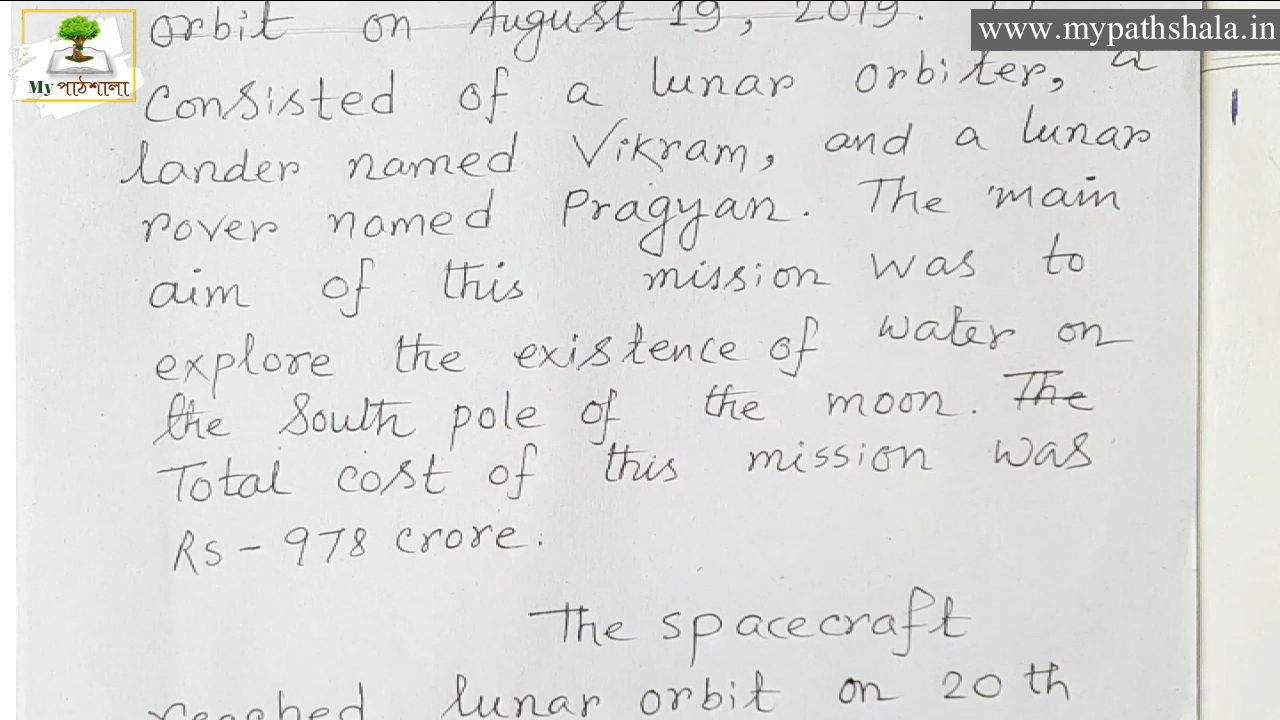 orbit on August 19, 2019.
www.mypathshala.in
My পাঠশালা
consisted of a lunar orbiter, a
lander named Vikram, and a lunar
rover named Pragyan. The main
aim of this mission was to
explore the existence of water on
the south pole of the moon. The
Total cost of this mission was
Rs - 978 crore.
The spacecraft
reached lunar orbit on 20 th